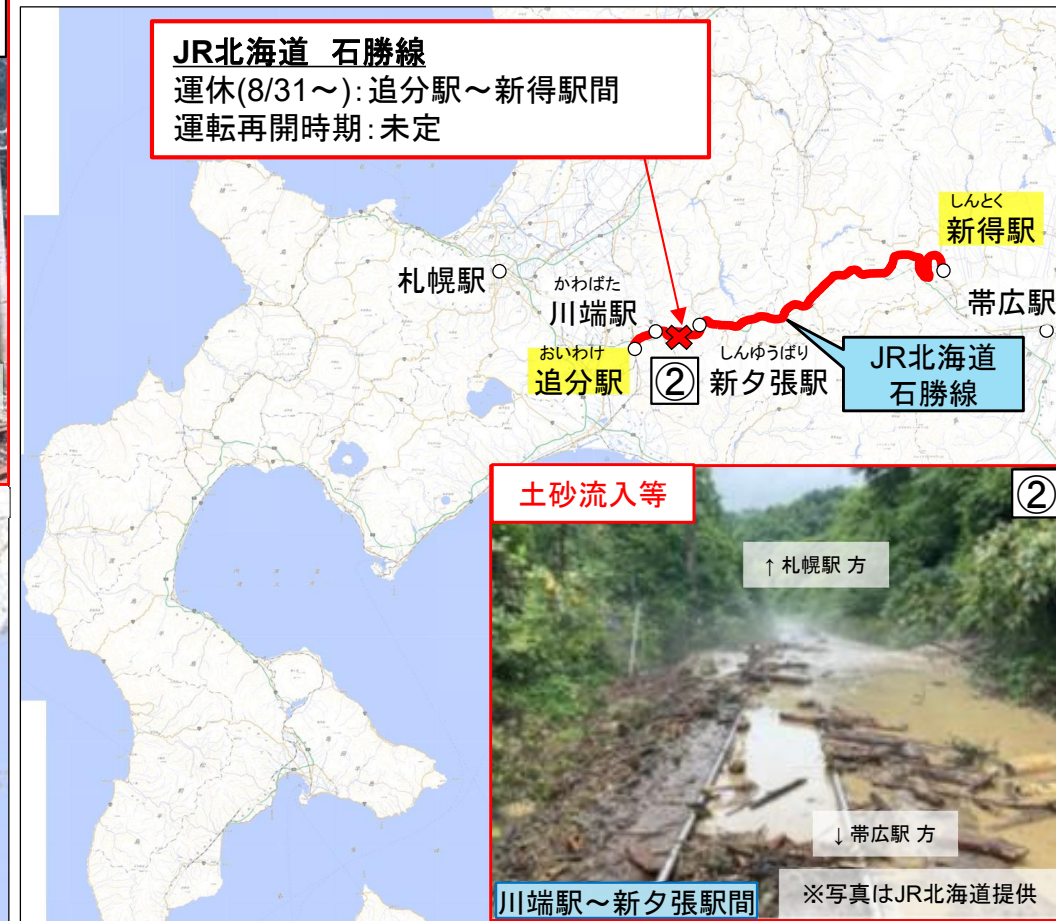 JR北海道 石勝線
運休(8/31～)：追分駅～新得駅間
運転再開時期：未定
しんとく
新得駅
札幌駅
帯広駅
かわばた
川端駅
おいわけ
追分駅
②
しんゆうばり
新夕張駅
JR北海道
石勝線
土砂流入等
②
↑ 札幌駅 方
↓ 帯広駅 方
川端駅～新夕張駅間
※写真はJR北海道提供